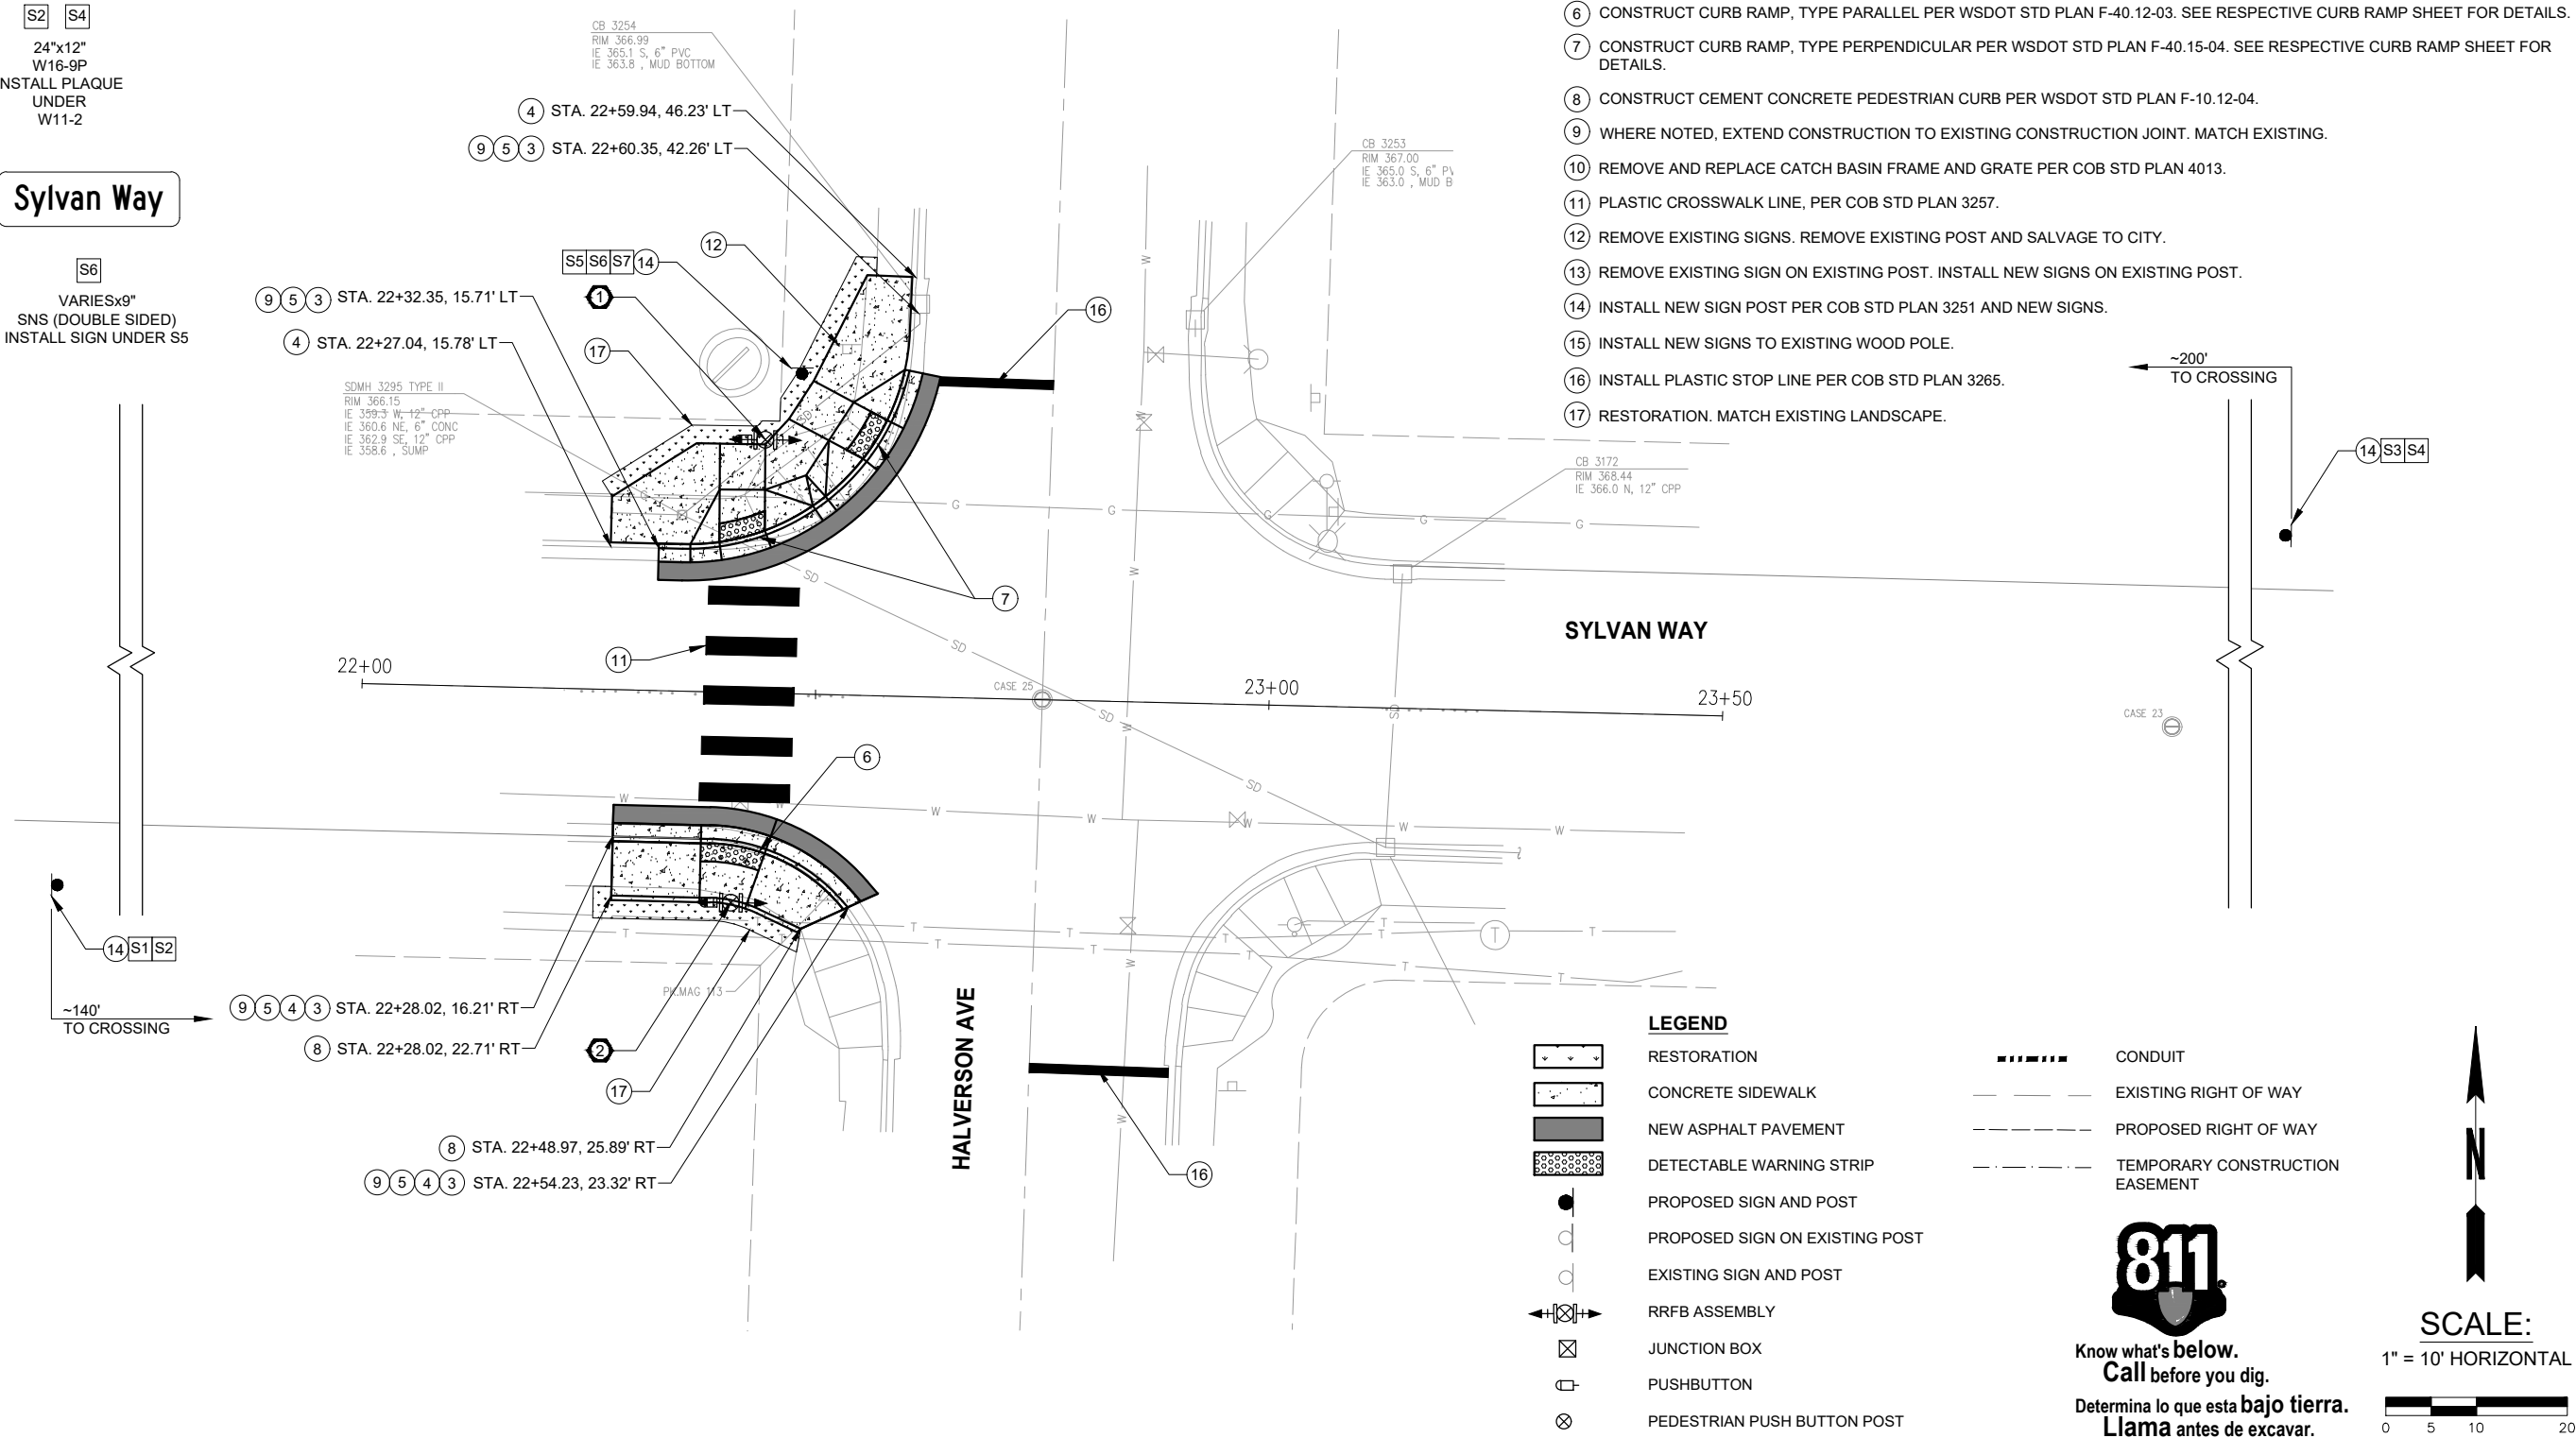 S2 S4
24"x12"
W16-9P
NSTALL PLAQUE
UNDER
W11-2
Sylvan Way
S6
VARIESx9"
SNS (DOUBLE SIDED)
INSTALL SIGN UNDER S5
CB 3254
RIM 366.99
IE 365.1 S, 6" PVC
IE 363.8 , MUD BOTTOM
4 STA. 22+59.94, 46.23' LT
9 5 3 STA. 22+60.35, 42.26' LT
12
S5 S6 S7 14
1
9 5 3 STA. 22+32.35, 15.71' LT
4 STA. 22+27.04, 15.78' LT
17
16
SDMH 3295 TYPE II
RIM 366.15
IE 359.3 W, 12" CPP
IE 360.6 NE, 6" CONC
IE 362.9 SE, 12" CPP
IE 358.6 , SUMP
CB 3253
RIM 367.00
IE 365.0 S, 6" PV
IE 363.0 , MUD B
6 CONSTRUCT CURB RAMP, TYPE PARALLEL PER WSDOT STD PLAN F-40.12-03. SEE RESPECTIVE CURB RAMP SHEET FOR DETAILS.
7 CONSTRUCT CURB RAMP, TYPE PERPENDICULAR PER WSDOT STD PLAN F-40.15-04. SEE RESPECTIVE CURB RAMP SHEET FOR
DETAILS.
8 CONSTRUCT CEMENT CONCRETE PEDESTRIAN CURB PER WSDOT STD PLAN F-10.12-04.
9 WHERE NOTED, EXTEND CONSTRUCTION TO EXISTING CONSTRUCTION JOINT. MATCH EXISTING.
10 REMOVE AND REPLACE CATCH BASIN FRAME AND GRATE PER COB STD PLAN 4013.
11 PLASTIC CROSSWALK LINE, PER COB STD PLAN 3257.
12 REMOVE EXISTING SIGNS. REMOVE EXISTING POST AND SALVAGE TO CITY.
13 REMOVE EXISTING SIGN ON EXISTING POST. INSTALL NEW SIGNS ON EXISTING POST.
14 INSTALL NEW SIGN POST PER COB STD PLAN 3251 AND NEW SIGNS.
15 INSTALL NEW SIGNS TO EXISTING WOOD POLE.
16 INSTALL PLASTIC STOP LINE PER COB STD PLAN 3265.
17 RESTORATION. MATCH EXISTING LANDSCAPE.
~200'
TO CROSSING
14 S3 S4
CB 3172
RIM 368.44
IE 366.0 N, 12" CPP
G G G G G G
W W
SD SD
7
SYLVAN WAY
11
22+00
CASE 25
23+00
23+50
CASE 23
SD SD W SD
6
SD
W W W W W W W
14 S1 S2
~140'
TO CROSSING
T T T T T T T T T T T
W
PK.MAG 113
9 5 4 3 STA. 22+28.02, 16.21' RT
8 STA. 22+28.02, 22.71' RT
2
17
8 STA. 22+48.97, 25.89' RT
9 5 4 3 STA. 22+54.23, 23.32' RT
HALVERSON AVE
W
16
LEGEND
RESTORATION
CONCRETE SIDEWALK
NEW ASPHALT PAVEMENT
DETECTABLE WARNING STRIP
PROPOSED SIGN AND POST
PROPOSED SIGN ON EXISTING POST
EXISTING SIGN AND POST
RRFB ASSEMBLY
JUNCTION BOX
PUSHBUTTON
PEDESTRIAN PUSH BUTTON POST
CONDUIT
EXISTING RIGHT OF WAY
PROPOSED RIGHT OF WAY
TEMPORARY CONSTRUCTION
EASEMENT
811
Know what's below.
Call before you dig.
Determina lo que esta bajo tierra.
Llama antes de excavar.
N
SCALE:
1" = 10' HORIZONTAL
0 5 10 20